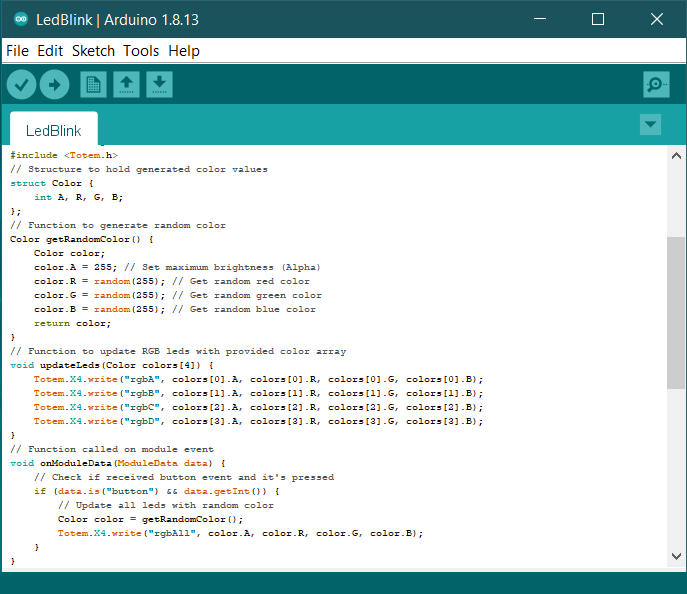 LedBlink | Arduino 1.8.13
File Edit Sketch Tools Help
LedBlink
#include <Totem.h>
// Structure to hold generated color values
struct Color {
    int A, R, G, B;
};
// Function to generate random color
Color getRandomColor() {
    Color color;
    color.A = 255; // Set maximum brightness (Alpha)
    color.R = random(255); // Get random red color
    color.G = random(255); // Get random green color
    color.B = random(255); // Get random blue color
    return color;
}
// Function to update RGB leds with provided color array
void updateLeds(Color colors[4]) {
    Totem.X4.write("rgbA", colors[0].A, colors[0].R, colors[0].G, colors[0].B);
    Totem.X4.write("rgbB", colors[1].A, colors[1].R, colors[1].G, colors[1].B);
    Totem.X4.write("rgbC", colors[2].A, colors[2].R, colors[2].G, colors[2].B);
    Totem.X4.write("rgbD", colors[3].A, colors[3].R, colors[3].G, colors[3].B);
}
// Function called on module event
void onModuleData(ModuleData data) {
    // Check if received button event and it's pressed
    if (data.is("button") && data.getInt()) {
        // Update all leds with random color
        Color color = getRandomColor();
        Totem.X4.write("rgbAll", color.A, color.R, color.G, color.B);
    }
}